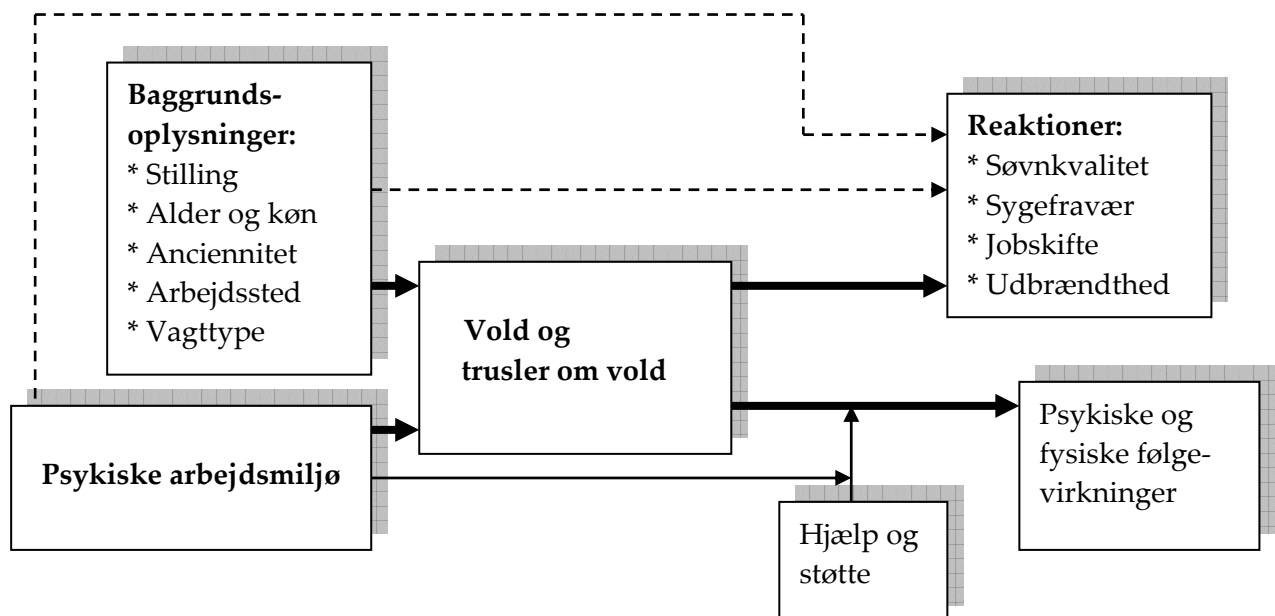 Baggrunds-
oplysninger:
* Stilling
* Alder og køn
* Anciennitet
* Arbejdssted
* Vagttype
Reaktioner:
* Søvnkvalitet
* Sygefravær
* Jobskifte
* Udbrændthed
Vold og
trusler om vold
Psykiske arbejdsmiljø
Psykiske og
fysiske følge-
virkninger
Hjælp og
støtte